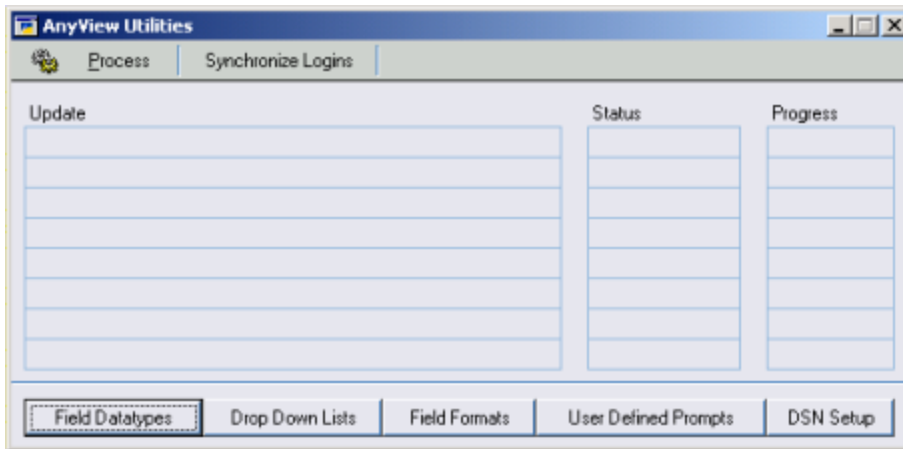 AnyView Utilities
Process Synchronize Logins
Update Status Progress
Field Datatypes Drop Down Lists Field Formats User Defined Prompts DSN Setup